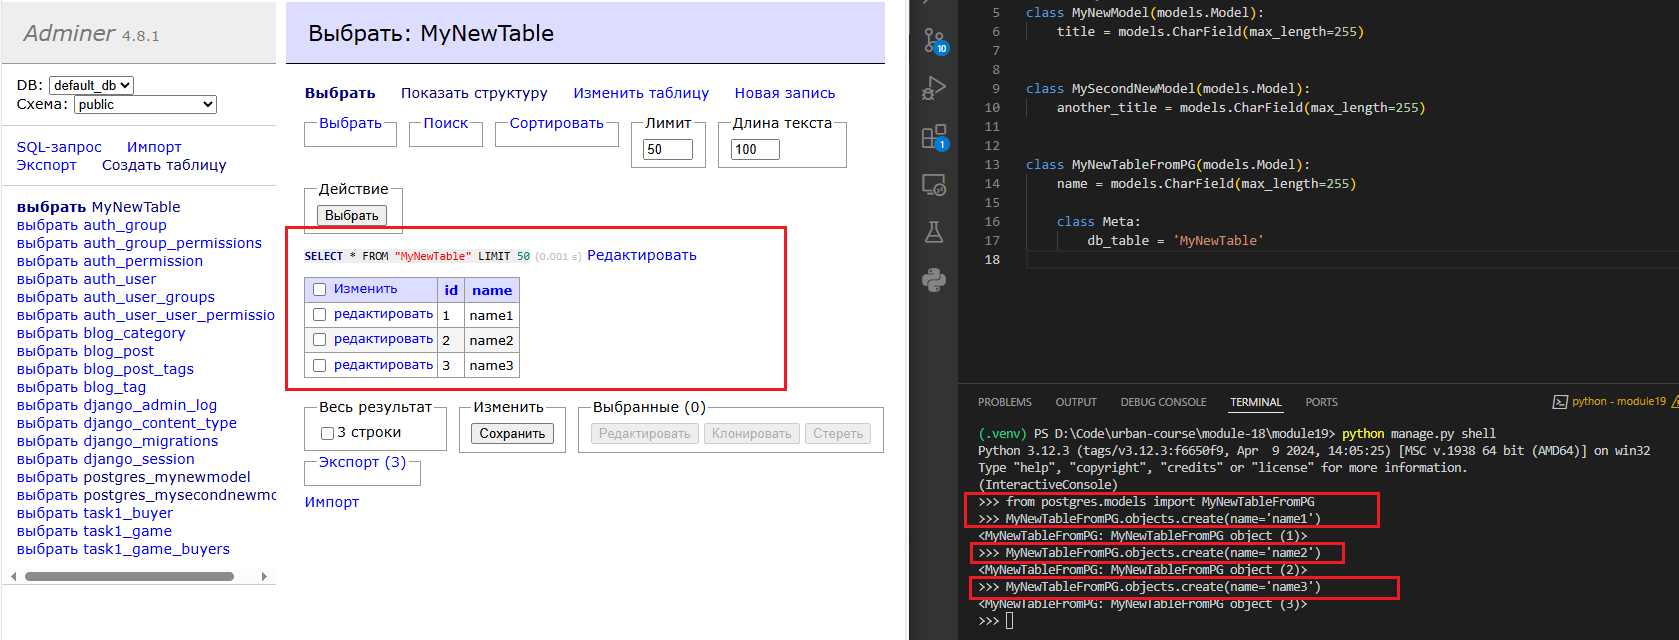 Adminer 4.8.1
DB: default_db
Схема: public
SQL-запрос Импорт
Экспорт Создать таблицу
выбрать MyNewTable
выбрать auth_group
выбрать auth_group_permissions
выбрать auth_permission
выбрать auth_user
выбрать auth_user_groups
выбрать auth_user_user_permissio
выбрать blog_category
выбрать blog_post
выбрать blog_post_tags
выбрать blog_tag
выбрать django_admin_log
выбрать django_content_type
выбрать django_migrations
выбрать django_session
выбрать postgres_mynewmodel
выбрать postgres_mysecondnewmo
выбрать task1_buyer
выбрать task1_game
выбрать task1_game_buyers
Выбрать: MyNewTable
Выбрать Показать структуру Изменить таблицу Новая запись
Выбрать Поиск Сортировать Лимит Длина текста
50 100
Действие
Выбрать
SELECT * FROM "MyNewTable" LIMIT 50 (0.001 s) Редактировать
Изменить id name
редактировать 1 name1
редактировать 2 name2
редактировать 3 name3
Весь результат Изменить Выбранные (0)
3 строки Сохранить Редактировать Клонировать Стереть
Экспорт (3)
Импорт
10
1
5 class MyNewModel(models.Model):
6 title = models.CharField(max_length=255)
7
8
9 class MySecondNewModel(models.Model):
10 another_title = models.CharField(max_length=255)
11
12
13 class MyNewTableFromPG(models.Model):
14 name = models.CharField(max_length=255)
15
16 class Meta:
17 db_table = 'MyNewTable'
18
PROBLEMS OUTPUT DEBUG CONSOLE TERMINAL PORTS python - module19
(.venv) PS D:\Code\urban-course\module-18\module19> python manage.py shell
Python 3.12.3 (tags/v3.12.3:f6650f9, Apr 9 2024, 14:05:25) [MSC v.1938 64 bit (AMD64)] on win32
Type "help", "copyright", "credits" or "license" for more information.
(InteractiveConsole)
>>> from postgres.models import MyNewTableFromPG
>>> MyNewTableFromPG.objects.create(name='name1')
<MyNewTableFromPG: MyNewTableFromPG object (1)>
>>> MyNewTableFromPG.objects.create(name='name2')
<MyNewTableFromPG: MyNewTableFromPG object (2)>
>>> MyNewTableFromPG.objects.create(name='name3')
<MyNewTableFromPG: MyNewTableFromPG object (3)>
>>>